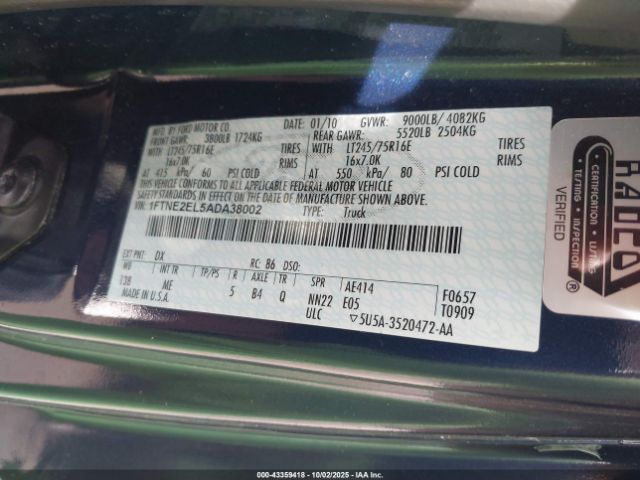 MFD. BY FORD MOTOR CO.
DATE: 01/10 GVWR: 9000LB/ 4082KG
FRONT GAWR: 3800LB 1724KG
REAR GAWR: 5520LB 2504KG
WITH LT245/75R16E TIRES
WITH: LT245/75R16E TIRES
16x7.0K RIMS
16x7.0K RIMS
AT 415 kPa/ 60 PSI COLD
AT 550 kPa/ 80 PSI COLD
THIS VEHICLE CONFORMS TO ALL APPLICABLE FEDERAL MOTOR VEHICLE
SAFETY STANDARDS IN EFFECT ON THE DATE OF MANUFACTURE SHOWN ABOVE.
VIN: 1FTNE2EL5ADA38002
TYPE: Truck
EXT PNT: DX RC: B6 DSO:
WB INT TR TP/PS R AXLE TR SPR AE414 F0657
138 ME 5 B4 Q NN22 E05 T0909
MADE IN U.S.A. ULC ▽5U5A-3520472-AA
VERIFIED
CERTIFICATION
TESTING
INSPECTION
000-43359418 - 10/02/2025 - IAA Inc.